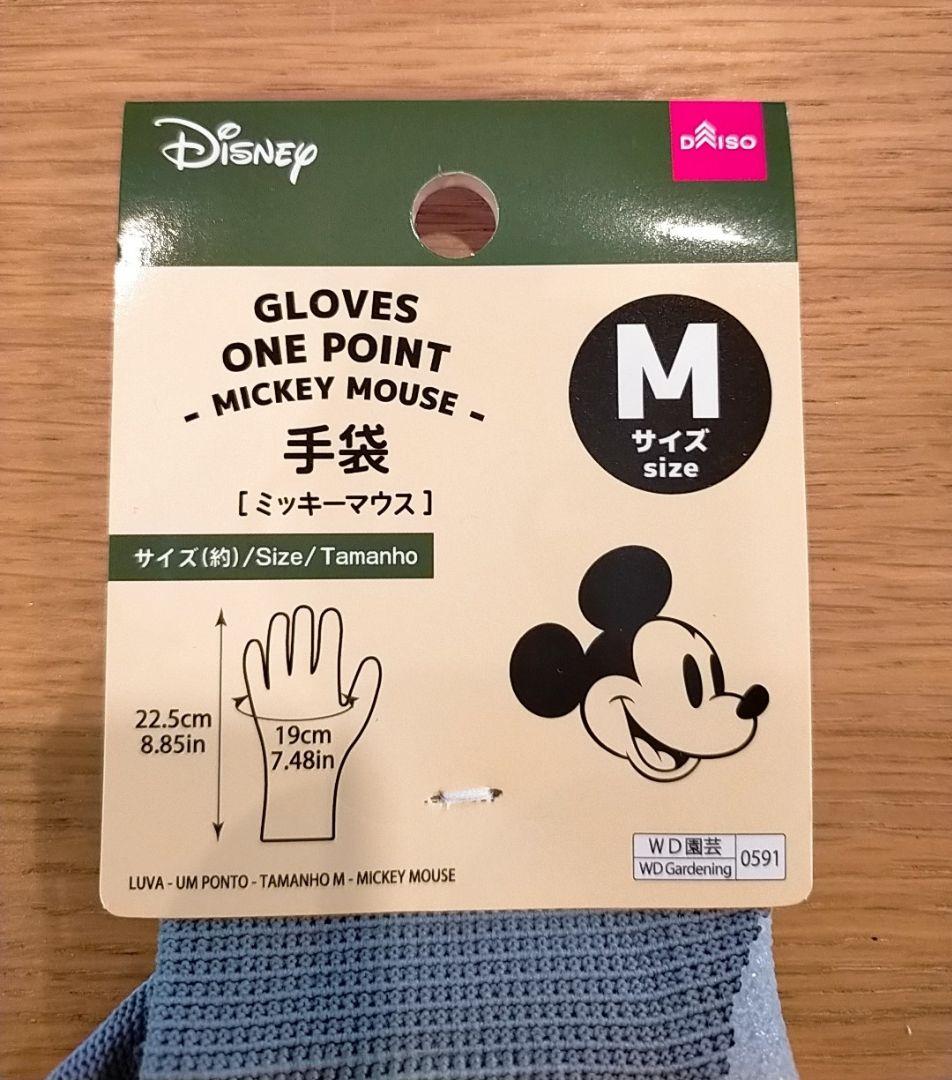 Disney
DAISO
GLOVES
ONE POINT
- MICKEY MOUSE -
手袋
[ミッキーマウス]
M
サイズ
size
サイズ(約)/Size/Tamanho
22.5cm
8.85in
19cm
7.48in
LUVA - UM PONTO - TAMANHO M - MICKEY MOUSE
WD園芸
WD Gardening
0591